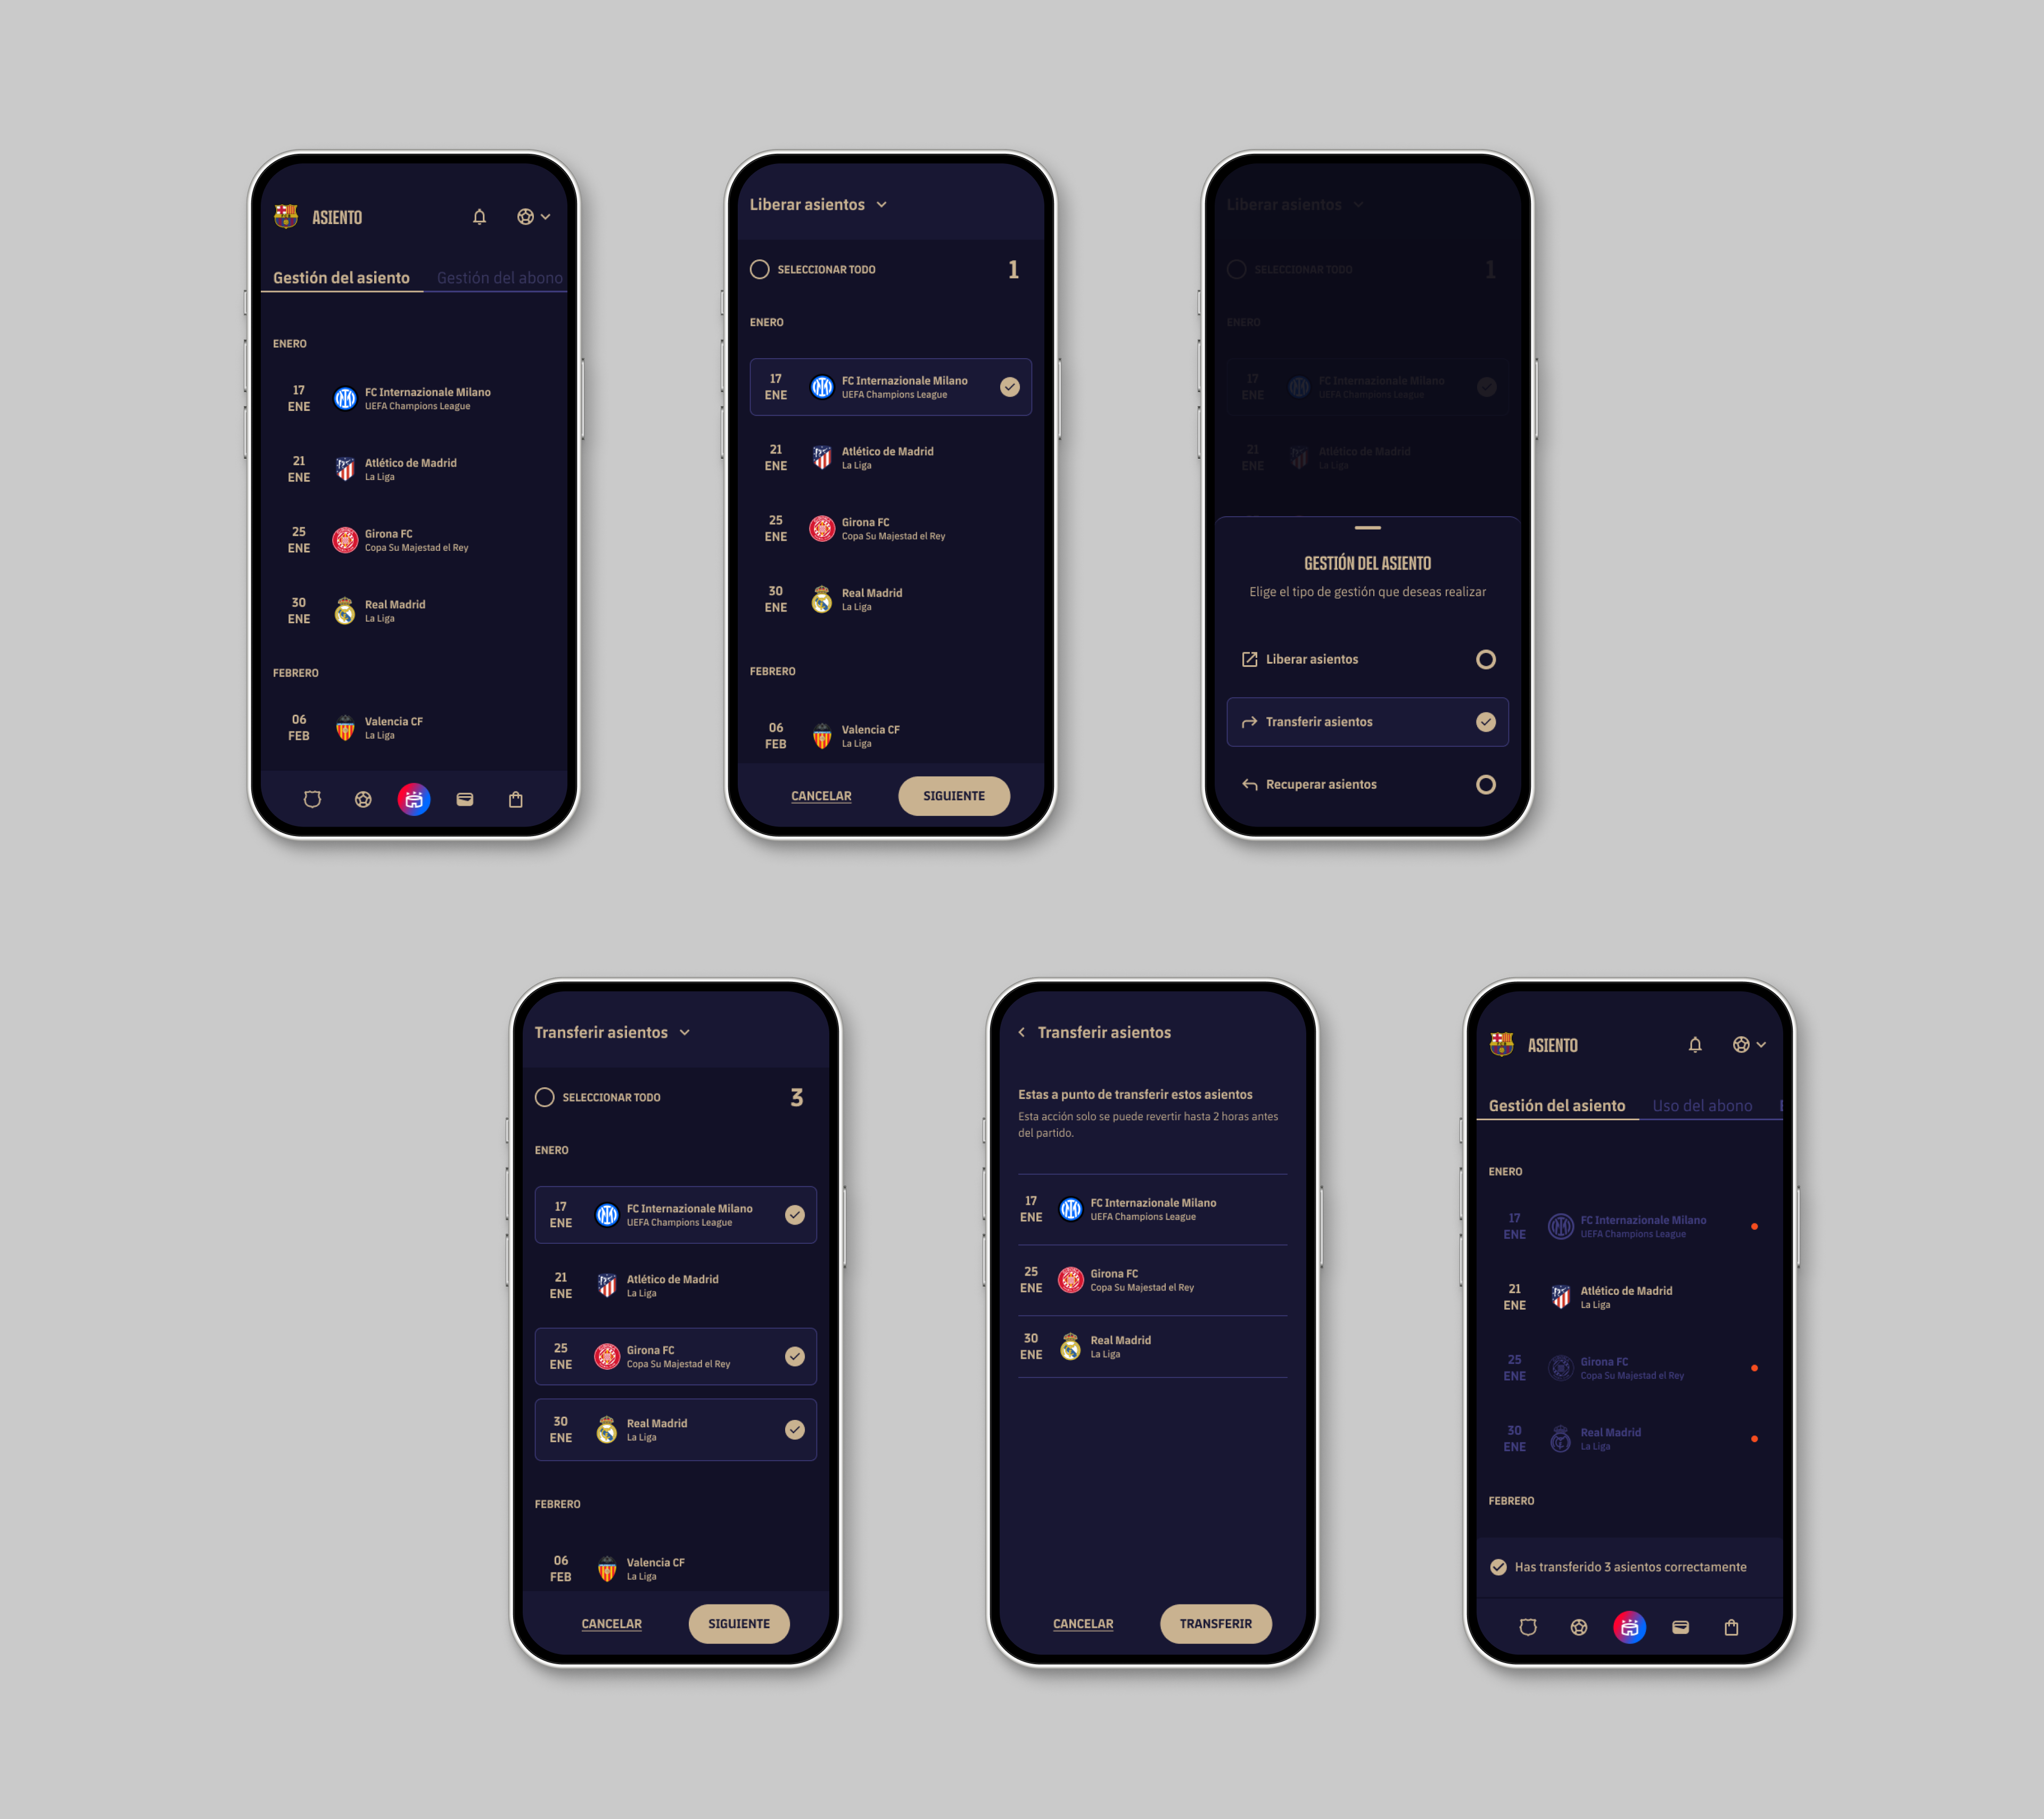 ASIENTO
Gestión del asiento Gestión del abono
ENERO
17 ENE FC Internazionale Milano
UEFA Champions League
21 ENE Atlético de Madrid
La Liga
25 ENE Girona FC
Copa Su Majestad el Rey
30 ENE Real Madrid
La Liga
FEBRERO
06 FEB Valencia CF
La Liga
Liberar asientos
SELECCIONAR TODO 1
ENERO
17 ENE FC Internazionale Milano
UEFA Champions League
21 ENE Atlético de Madrid
La Liga
25 ENE Girona FC
Copa Su Majestad el Rey
30 ENE Real Madrid
La Liga
FEBRERO
06 FEB Valencia CF
La Liga
CANCELAR SIGUIENTE
Liberar asientos
SELECCIONAR TODO 1
ENERO
17 ENE FC Internazionale Milano
UEFA Champions League
21 ENE Atlético de Madrid
La Liga
GESTIÓN DEL ASIENTO
Elige el tipo de gestión que deseas realizar
Liberar asientos
Transferir asientos
Recuperar asientos
Transferir asientos
SELECCIONAR TODO 3
ENERO
17 ENE FC Internazionale Milano
UEFA Champions League
21 ENE Atlético de Madrid
La Liga
25 ENE Girona FC
Copa Su Majestad el Rey
30 ENE Real Madrid
La Liga
FEBRERO
06 FEB Valencia CF
La Liga
CANCELAR SIGUIENTE
Transferir asientos
Estas a punto de transferir estos asientos
Esta acción solo se puede revertir hasta 2 horas antes
del partido.
17 ENE FC Internazionale Milano
UEFA Champions League
25 ENE Girona FC
Copa Su Majestad el Rey
30 ENE Real Madrid
La Liga
CANCELAR TRANSFERIR
ASIENTO
Gestión del asiento Uso del abono
ENERO
17 ENE FC Internazionale Milano
UEFA Champions League
21 ENE Atlético de Madrid
La Liga
25 ENE Girona FC
Copa Su Majestad el Rey
30 ENE Real Madrid
La Liga
FEBRERO
Has transferido 3 asientos correctamente